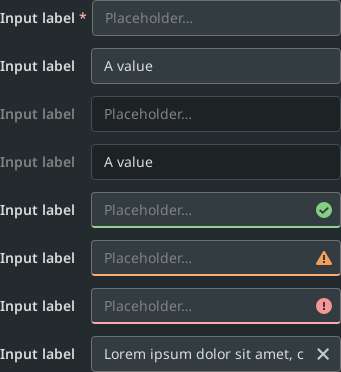 Input label * Placeholder...
Input label A value
Input label Placeholder...
Input label A value
Input label Placeholder...
Input label Placeholder...
Input label Placeholder...
Input label Lorem ipsum dolor sit amet, c